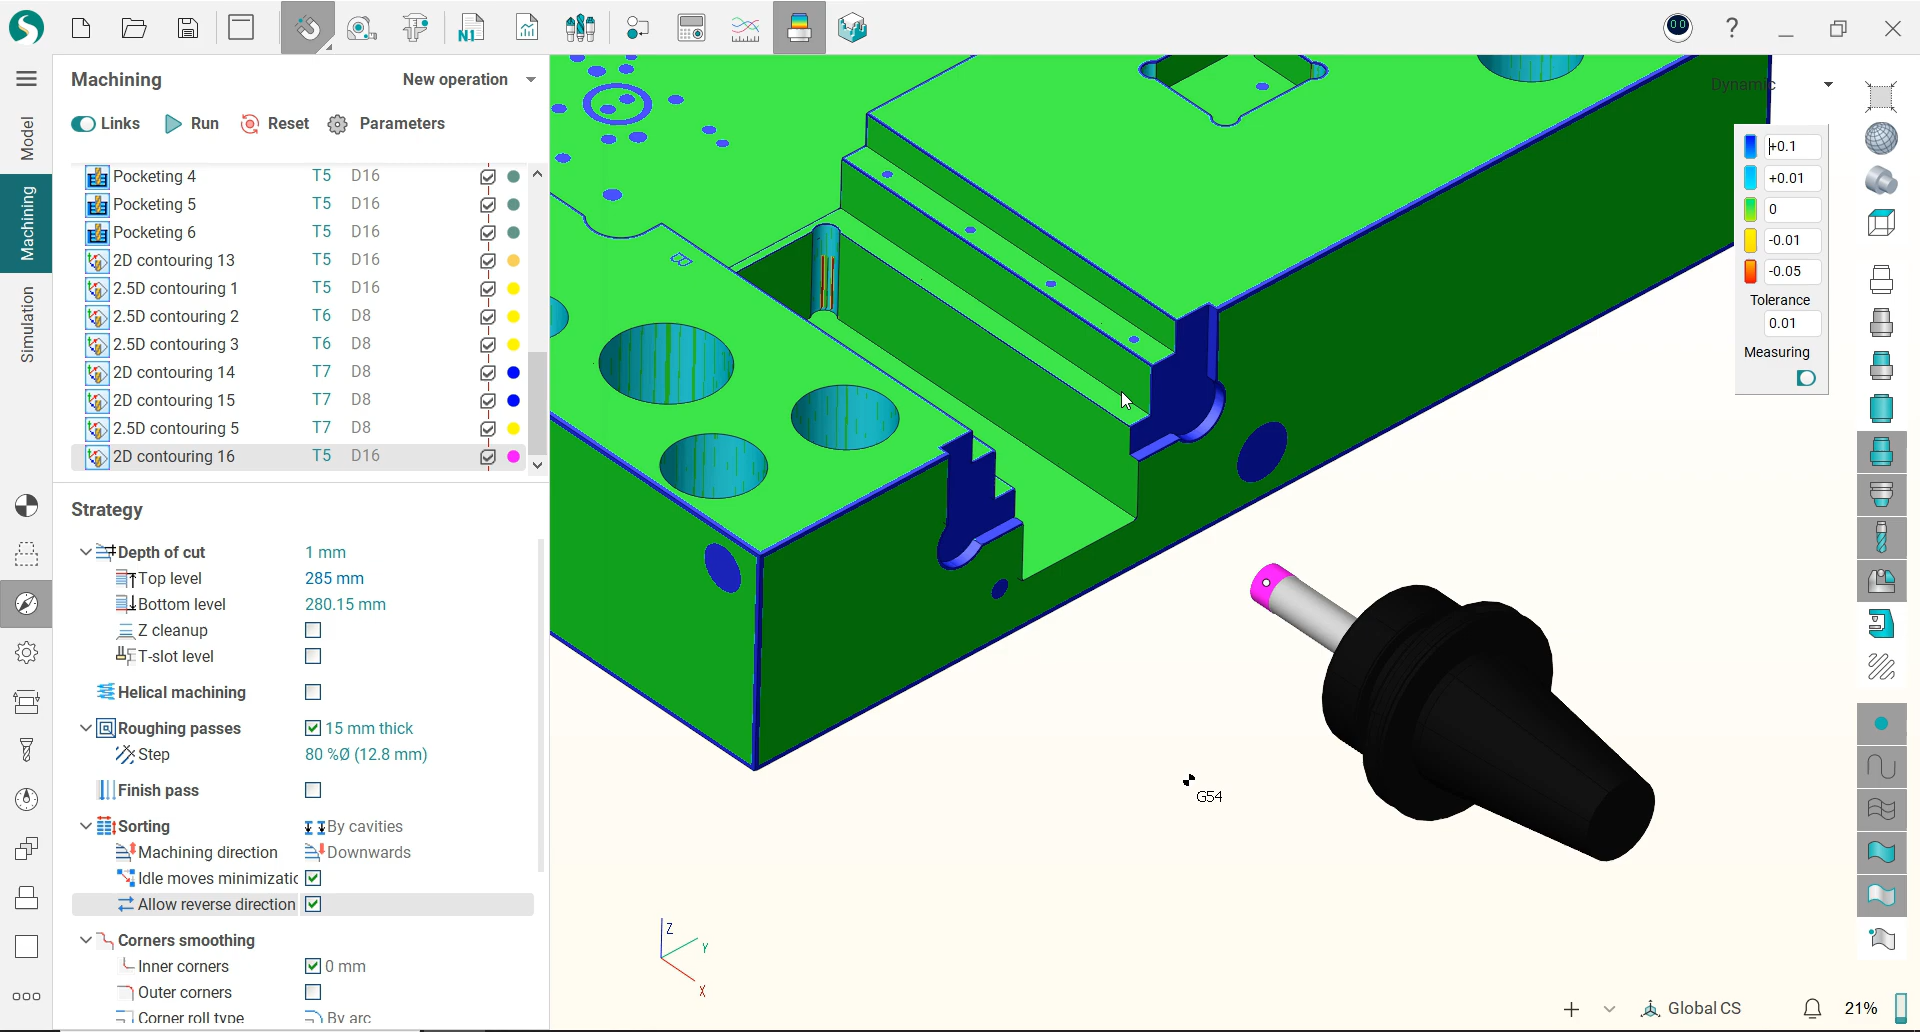 N1
Machining
New operation
Links
Run
Reset
Parameters
Model
Machining
Simulation
Pocketing 4 T5 D16
Pocketing 5 T5 D16
Pocketing 6 T5 D16
2D contouring 13 T5 D16
2.5D contouring 1 T5 D16
2.5D contouring 2 T6 D8
2.5D contouring 3 T6 D8
2D contouring 14 T7 D8
2D contouring 15 T7 D8
2.5D contouring 5 T7 D8
2D contouring 16 T5 D16
Strategy
Depth of cut 1 mm
Top level 285 mm
Bottom level 280.15 mm
Z cleanup
T-slot level
Helical machining
Roughing passes 15 mm thick
Step 80 %Ø (12.8 mm)
Finish pass
Sorting By cavities
Machining direction Downwards
Idle moves minimizatic
Allow reverse direction
Corners smoothing
Inner corners 0 mm
Outer corners
Corner roll type By arc
B
G54
Z
Y
X
Dynamic
+0.1
+0.01
0
-0.01
-0.05
Tolerance
0.01
Measuring
Global CS
21%